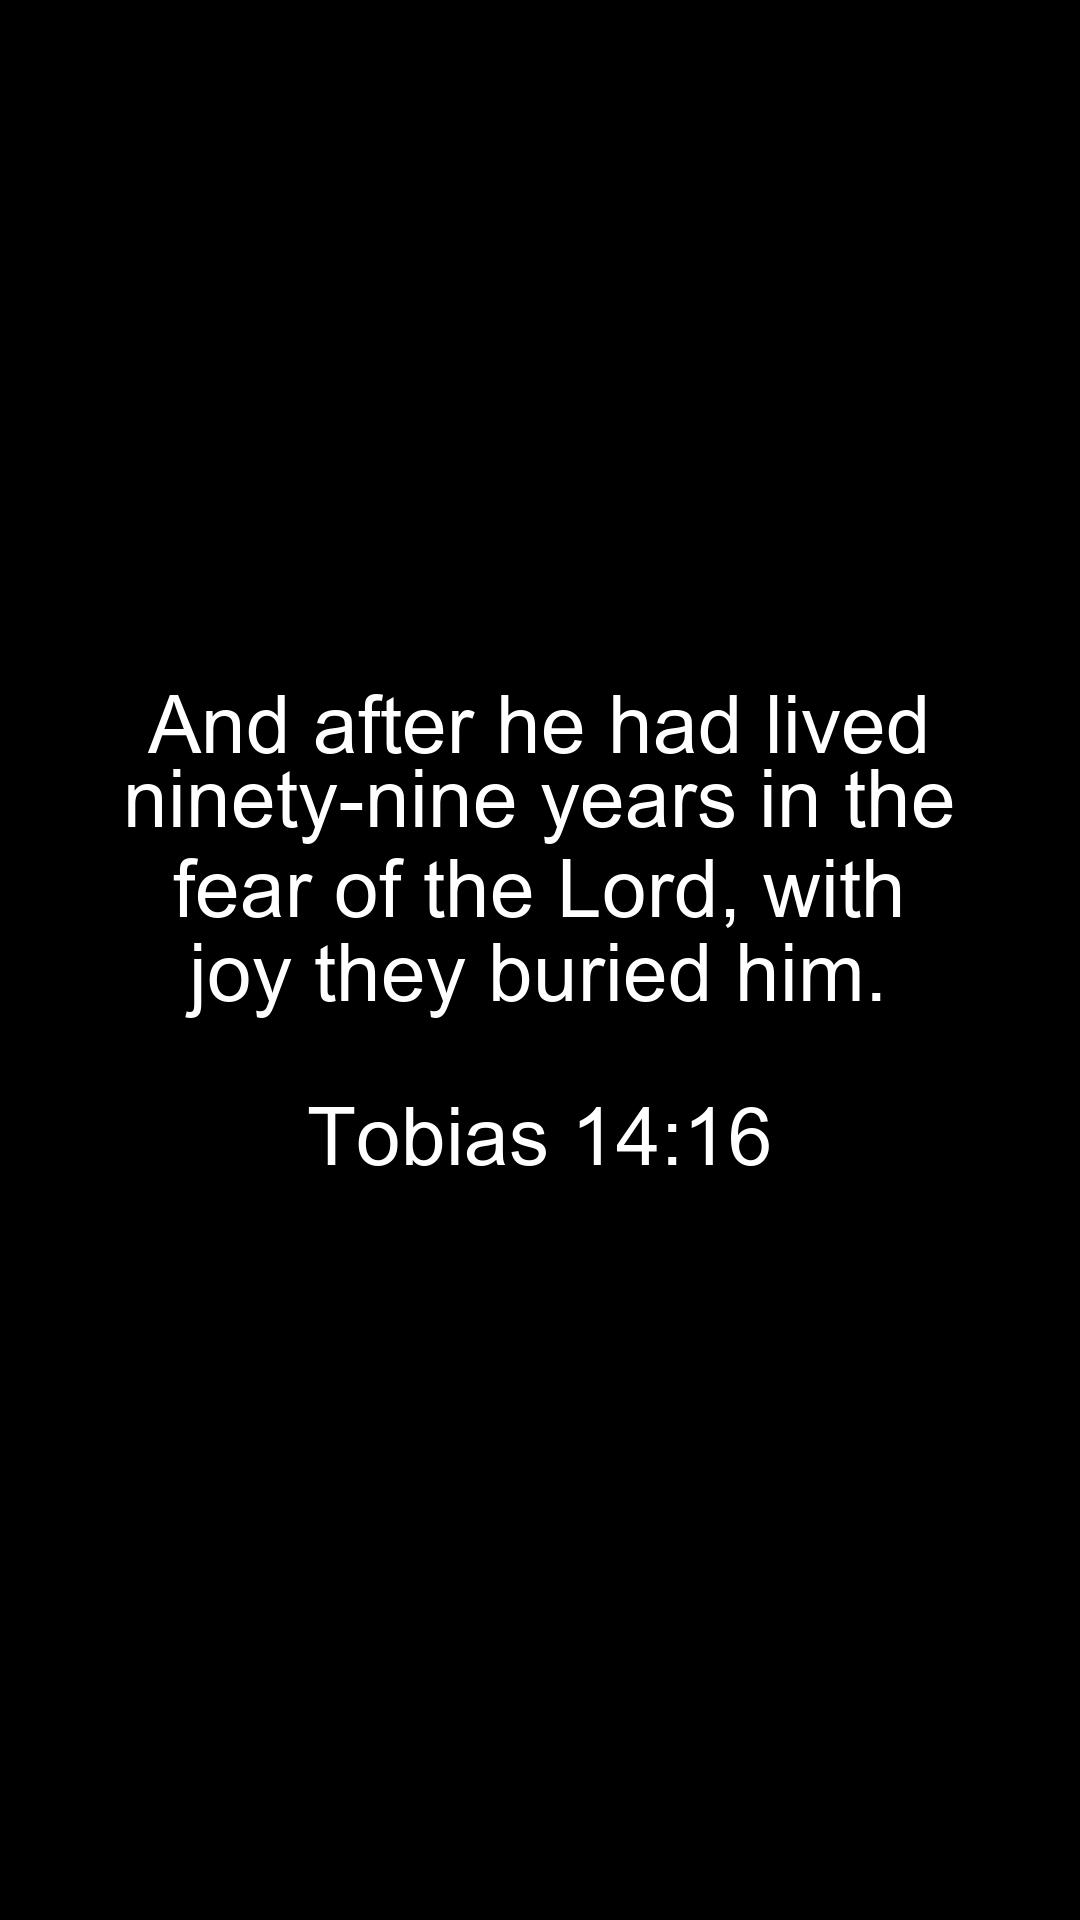 And after he had lived
ninety-nine years in the
fear of the Lord, with
joy they buried him.
Tobias 14:16